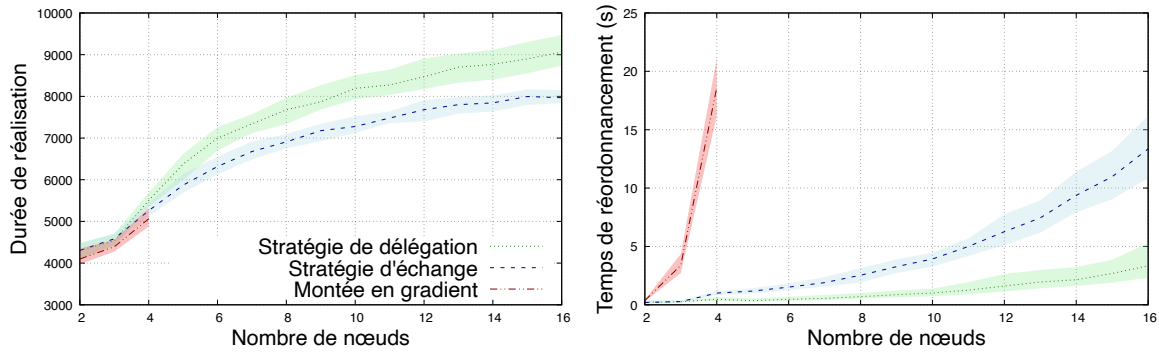 Durée de réalisation
10000
9000
8000
7000
6000
5000
4000
3000
2 4 6 8 10 12 14 16
Nombre de nœuds
Stratégie de délégation
Stratégie d'échange
Montée en gradient
Temps de réordonnancement (s)
25
20
15
10
5
0
2 4 6 8 10 12 14 16
Nombre de nœuds